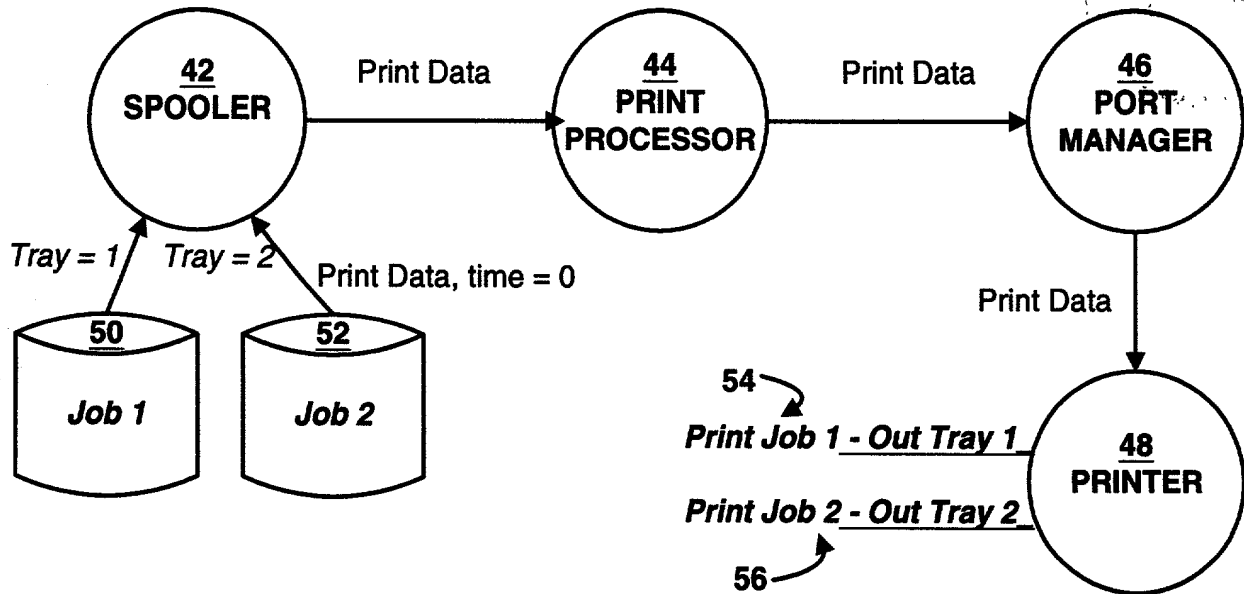 42
SPOOLER
Print Data
44
PRINT
PROCESSOR
Print Data
46
PORT
MANAGER
Tray = 1
Tray = 2
Print Data, time = 0
Print Data
50
Job 1
52
Job 2
54
Print Job 1 - Out Tray 1
Print Job 2 - Out Tray 2
56
48
PRINTER